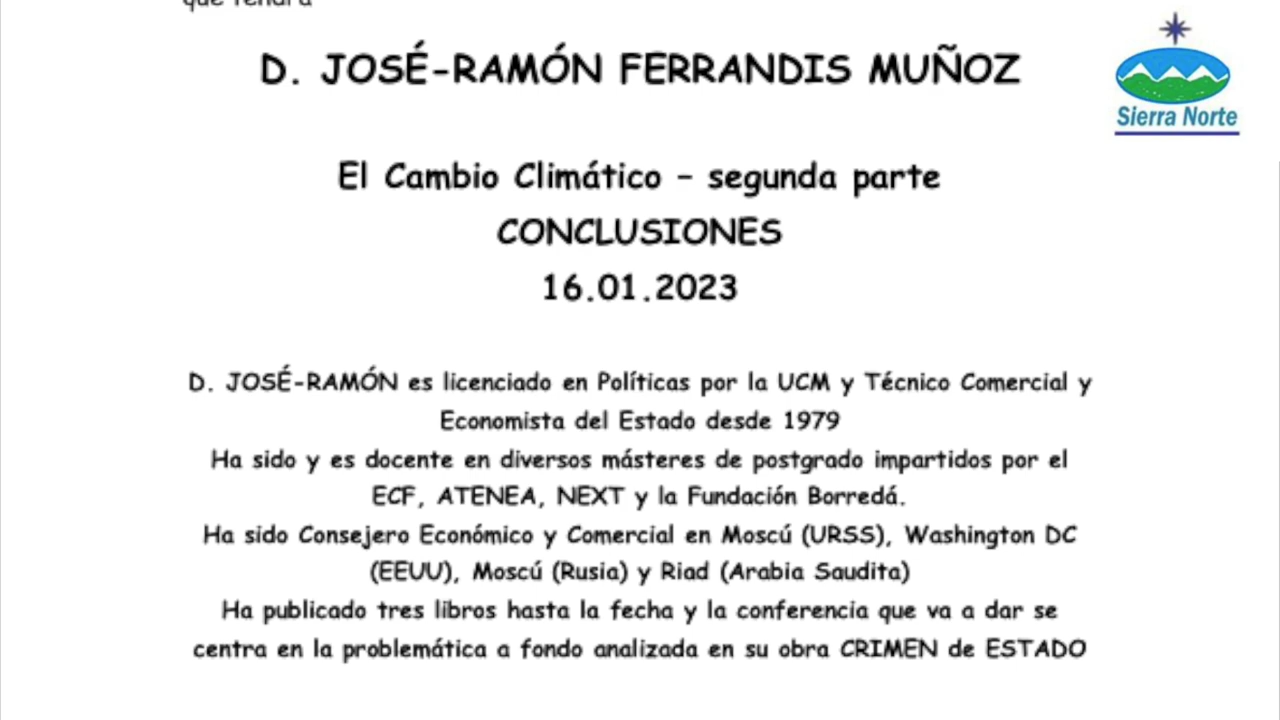 que tendrá
D. JOSÉ-RAMÓN FERRANDIS MUÑOZ
Sierra Norte
El Cambio Climático – segunda parte
CONCLUSIONES
16.01.2023
D. JOSÉ-RAMÓN es licenciado en Políticas por la UCM y Técnico Comercial y
Economista del Estado desde 1979
Ha sido y es docente en diversos másteres de postgrado impartidos por el
ECF, ATENEA, NEXT y la Fundación Borredá.
Ha sido Consejero Económico y Comercial en Moscú (URSS), Washington DC
(EEUU), Moscú (Rusia) y Riad (Arabia Saudita)
Ha publicado tres libros hasta la fecha y la conferencia que va a dar se
centra en la problemática a fondo analizada en su obra CRIMEN de ESTADO